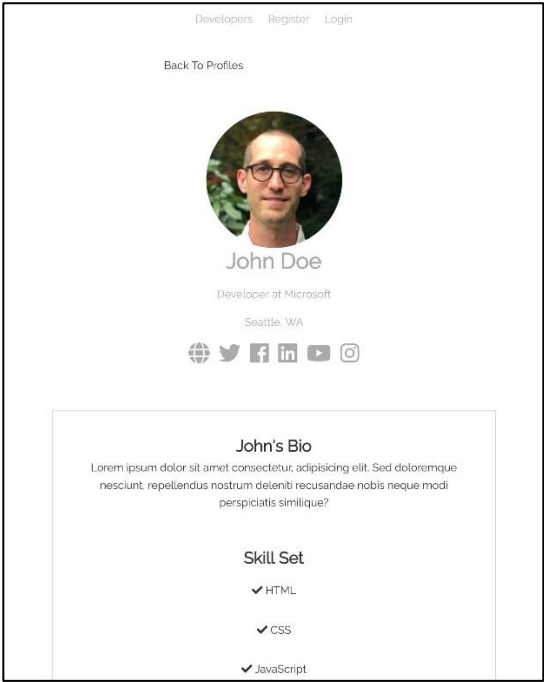 Developers Register Login
Back To Profiles
John Doe
Developer at Microsoft
Seattle, WA
John's Bio
Lorem ipsum dolor sit amet consectetur, adipisicing elit. Sed doloremque
nesciunt, repellendus nostrum deleniti recusandae nobis neque modi
perspiciatis similique?
Skill Set
HTML
CSS
JavaScript